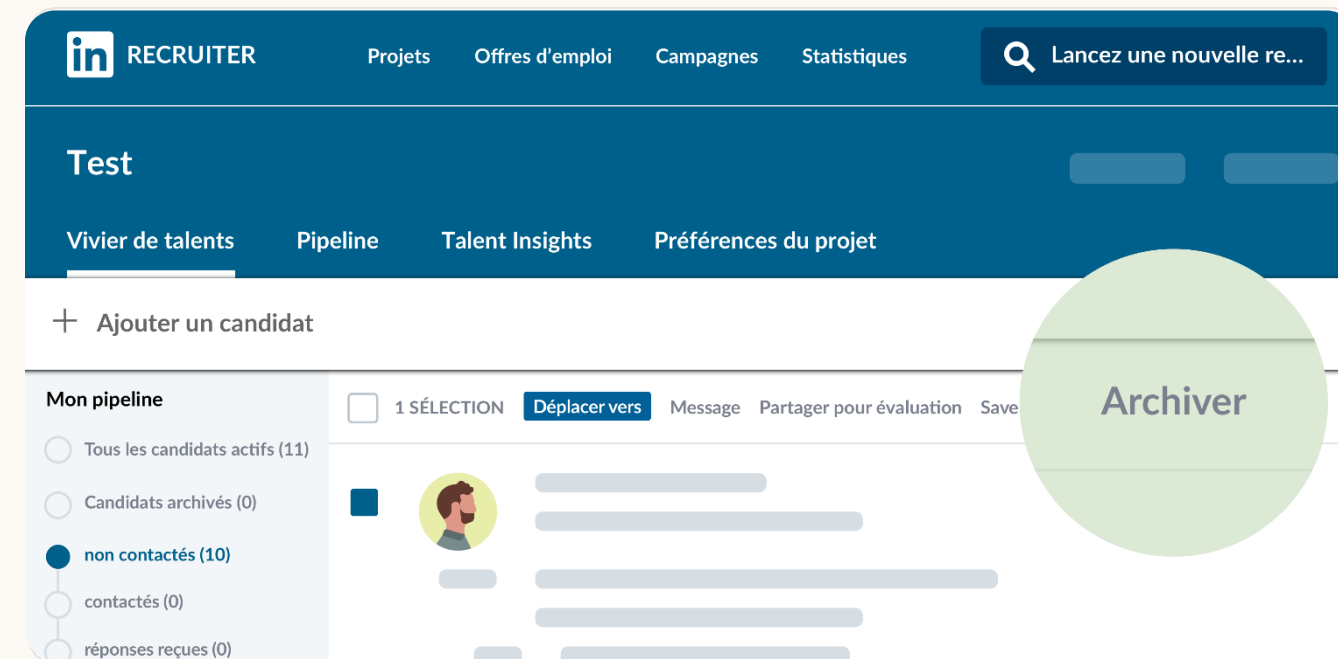 in RECRUITER Projets Offres d’emploi Campagnes Statistiques Lancez une nouvelle re...
Test
Vivier de talents Pipeline Talent Insights Préférences du projet
+ Ajouter un candidat
Mon pipeline
1 SÉLECTION Déplacer vers Message Partager pour évaluation Save
Archiver
Tous les candidats actifs (11)
Candidats archivés (0)
non contactés (10)
contactés (0)
réponses reçues (0)